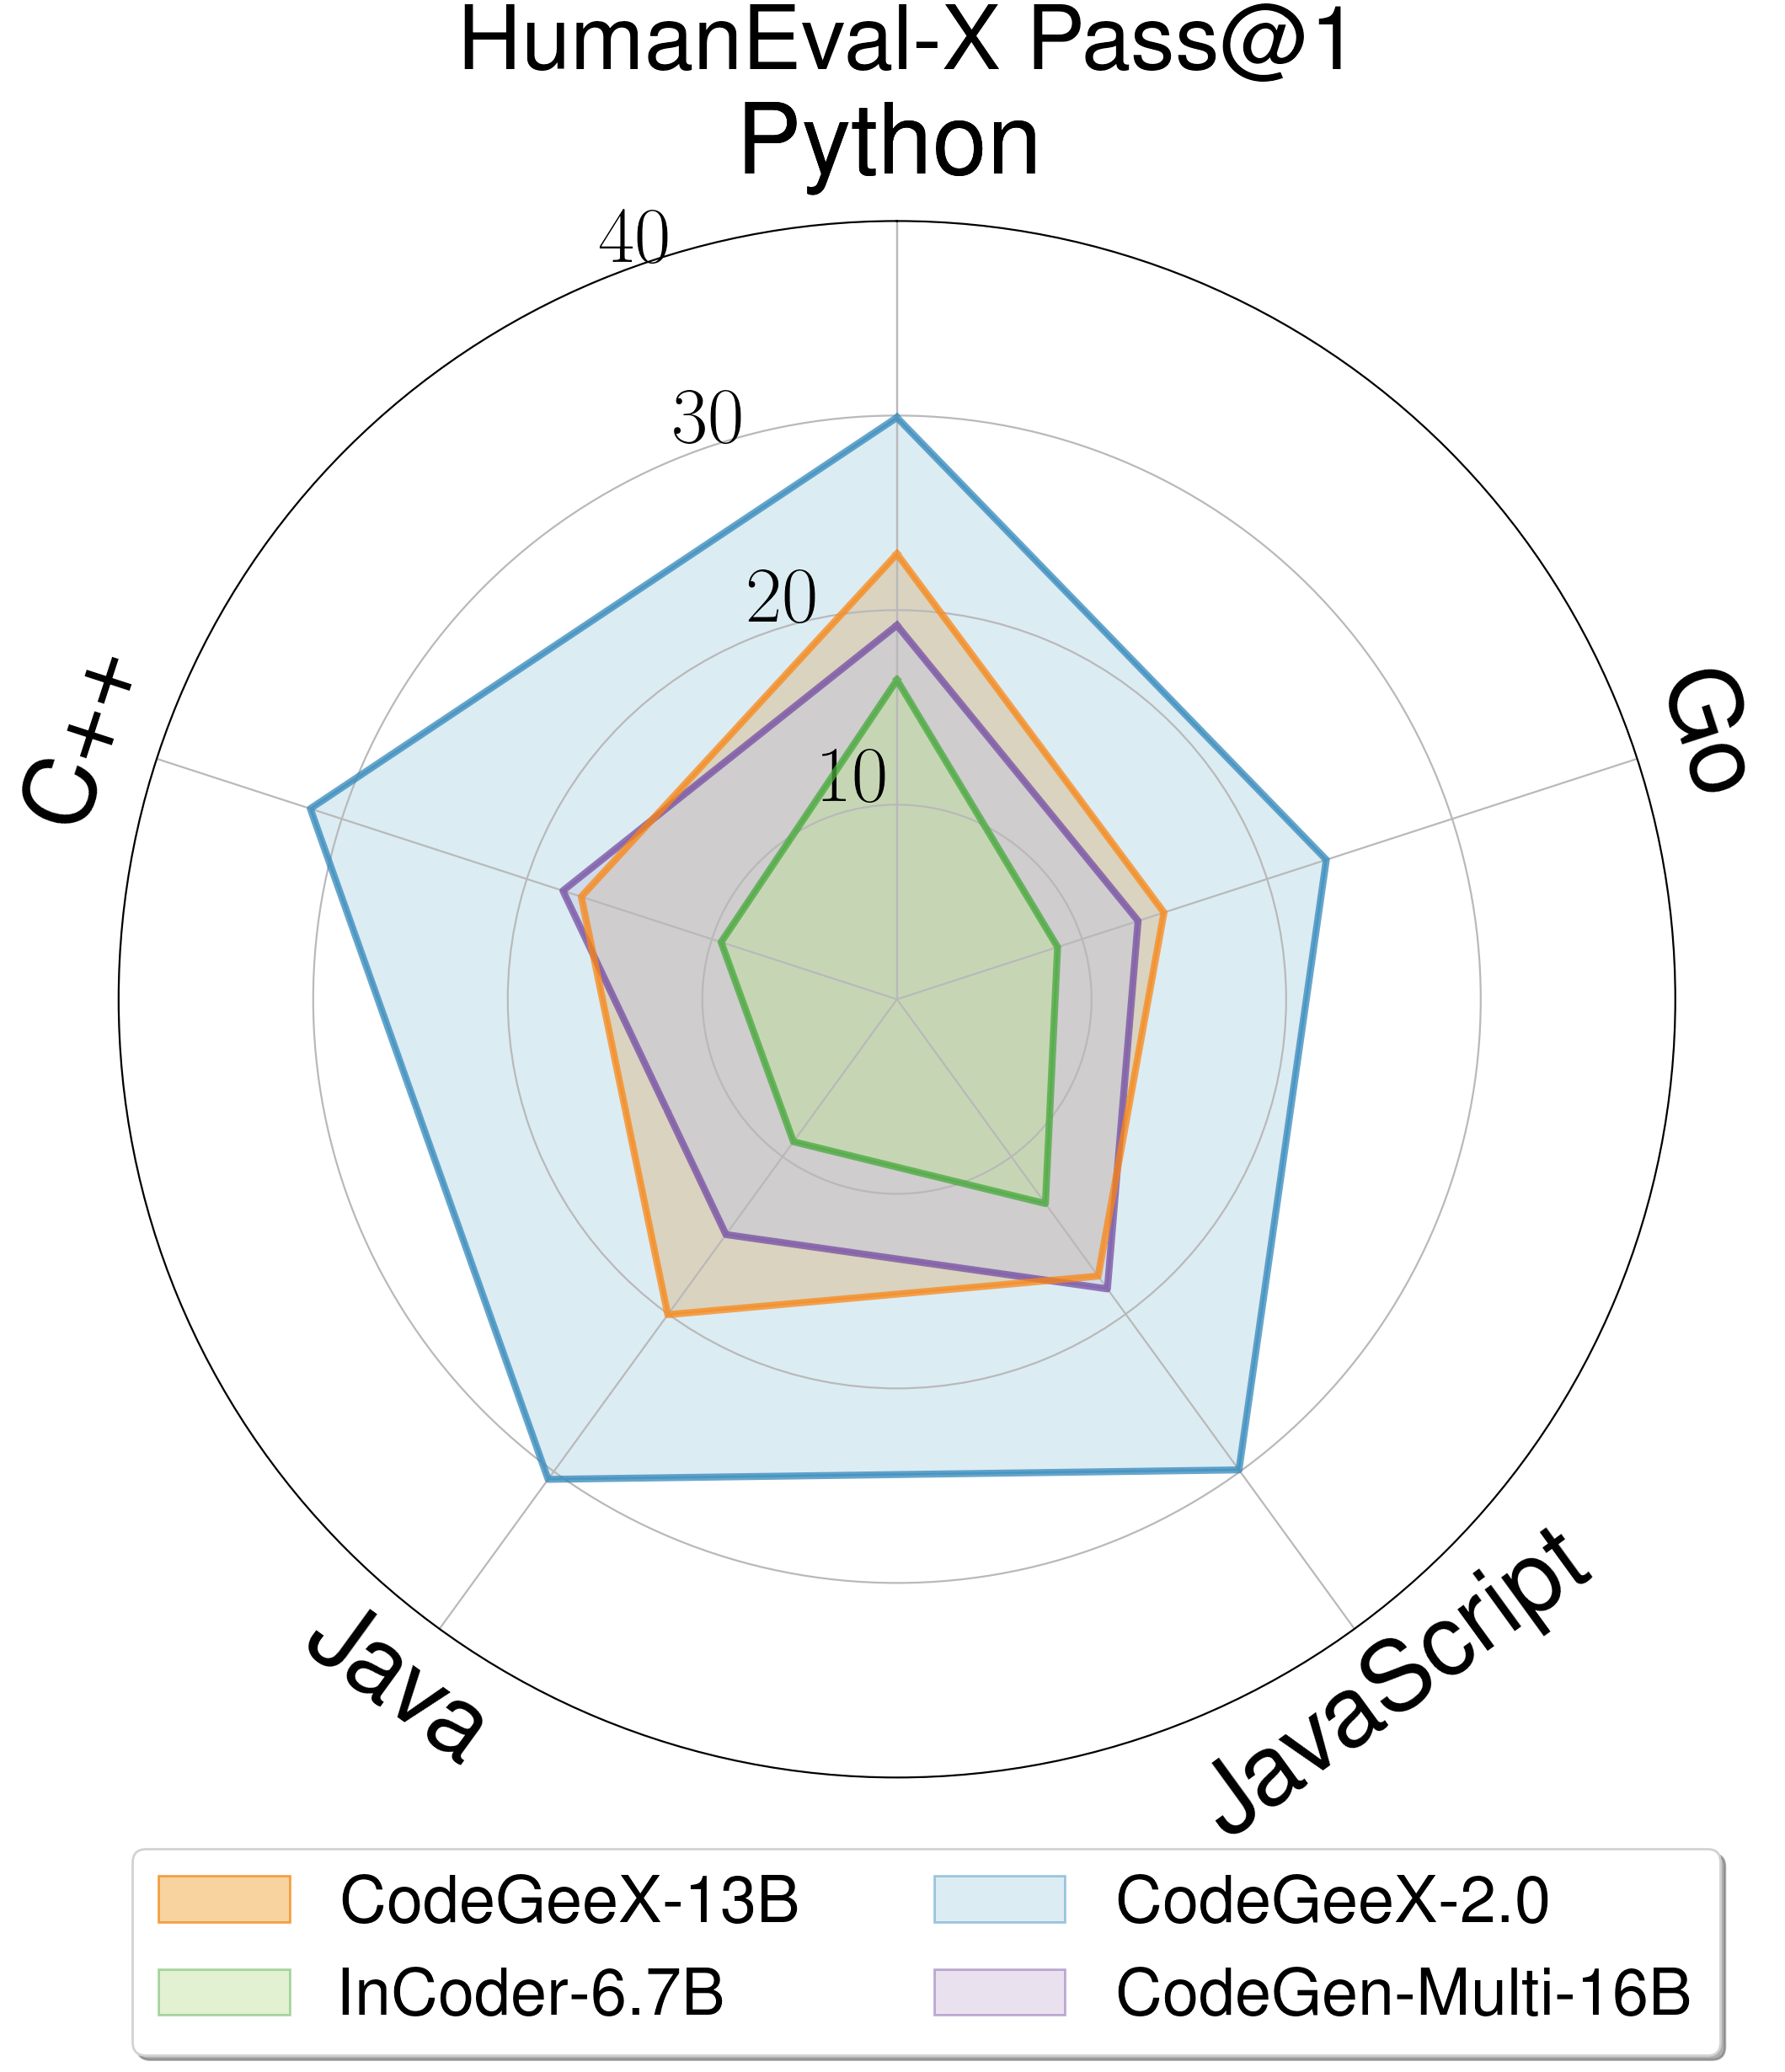 HumanEval-X Pass@1
Python
40
30
20
10
C++
Go
Java
JavaScript
CodeGeeX-13B
CodeGeeX-2.0
InCoder-6.7B
CodeGen-Multi-16B